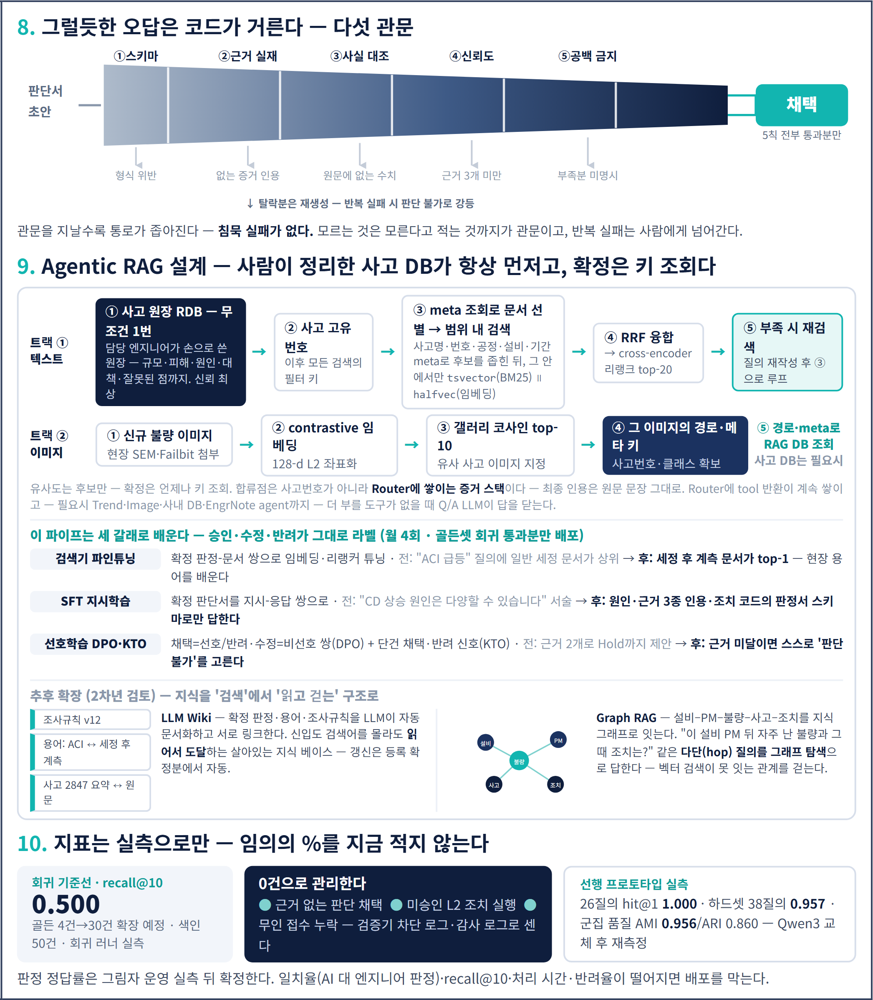 8. 그럴듯한 오답은 코드가 거른다 — 다섯 관문
①스키마 ②근거 실재 ③사실 대조 ④신뢰도 ⑤공백 금지
판단서
초안
채택
5칙 전부 통과분만
형식 위반 없는 증거 인용 원문에 없는 수치 근거 3개 미만 부족분 미명시
↓ 탈락분은 재생성 — 반복 실패 시 판단 불가로 강등
관문을 지날수록 통로가 좁아진다 — 침묵 실패가 없다. 모르는 것은 모른다고 적는 것까지가 관문이고, 반복 실패는 사람에게 넘어간다.
9. Agentic RAG 설계 — 사람이 정리한 사고 DB가 항상 먼저고, 확정은 키 조회다
트랙 ①
텍스트
① 사고 원장 RDB — 무
조건 1번
담당 엔지니어가 손으로 쓴
원장 — 규모·피해·원인·대
책·잘못된 점까지. 신뢰 최
상
→
② 사고 고유
번호
이후 모든 검색의
필터 키
→
③ meta 조회로 문서 선
별 → 범위 내 검색
사고명·번호·공정·설비·기간
meta로 후보를 좁힌 뒤, 그 안
에서만 tsvector(BM25) ∥
halfvec(임베딩)
→
④ RRF 융합
→ cross-encoder
리랭크 top-20
→
⑤ 부족 시 재검
색
질의 재작성 후 ③
으로 루프
트랙 ②
이미지
① 신규 불량 이미지
현장 SEM·Failbit 첨부
→
② contrastive 임
베딩
128-d L2 좌표화
→
③ 갤러리 코사인 top-
10
유사 사고 이미지 지정
→
④ 그 이미지의 경로·메
타 키
사고번호·클래스 확보
⑤ 경로·meta로
RAG DB 조회
사고 DB는 필요시
유사도는 후보만 — 확정은 언제나 키 조회. 합류점은 사고번호가 아니라 Router에 쌓이는 증거 스택이다 — 최종 인용은 원문 문장 그대로. Router에 tool 반환이 계속 쌓이
고 — 필요시 Trend·Image·사내 DB·EngrNote agent까지 — 더 부를 도구가 없을 때 Q/A LLM이 답을 닫는다.
이 파이프는 세 갈래로 배운다 — 승인·수정·반려가 그대로 라벨 (월 4회 · 골든셋 회귀 통과분만 배포)
검색기 파인튜닝
확정 판정-문서 쌍으로 임베딩·리랭커 튜닝 · 전: "ACI 급등" 질의에 일반 세정 문서가 상위 → 후: 세정 후 계측 문서가 top-1 — 현장 용
어를 배운다
SFT 지시학습
확정 판단서를 지시-응답 쌍으로 · 전: "CD 상승 원인은 다양할 수 있습니다" 서술 → 후: 원인·근거 3종 인용·조치 코드의 판정서 스키
마로만 답한다
선호학습 DPO·KTO
채택=선호/반려·수정=비선호 쌍(DPO) + 단건 채택·반려 신호(KTO) · 전: 근거 2개로 Hold까지 제안 → 후: 근거 미달이면 스스로 '판단
불가'를 고른다
추후 확장 (2차년 검토) — 지식을 '검색'에서 '읽고 걷는' 구조로
조사규칙 v12
용어: ACI ↔ 세정 후
계측
사고 2847 요약 ↔ 원
문
LLM Wiki — 확정 판정·용어·조사규칙을 LLM이 자동
문서화하고 서로 링크한다. 신입도 검색어를 몰라도 읽
어서 도달하는 살아있는 지식 베이스 — 갱신은 등록 확
정분에서 자동.
설비
PM
불량
사고
조치
Graph RAG — 설비–PM–불량–사고–조치를 지식
그래프로 잇는다. "이 설비 PM 뒤 자주 난 불량과 그
때 조치는?" 같은 다단(hop) 질의를 그래프 탐색으
로 답한다 — 벡터 검색이 못 잇는 관계를 걷는다.
10. 지표는 실측으로만 — 임의의 %를 지금 적지 않는다
회귀 기준선 · recall@10
0.500
골든 4건→30건 확장 예정 · 색인
50건 · 회귀 러너 실측
0건으로 관리한다
● 근거 없는 판단 채택 ● 미승인 L2 조치 실행 ●
무인 접수 누락 — 검증기 차단 로그·감사 로그로 센
다
선행 프로토타입 실측
26질의 hit@1 1.000 · 하드셋 38질의 0.957 ·
군집 품질 AMI 0.956/ARI 0.860 — Qwen3 교
체 후 재측정
판정 정답률은 그림자 운영 실측 뒤 확정한다. 일치율(AI 대 엔지니어 판정)·recall@10·처리 시간·반려율이 떨어지면 배포를 막는다.